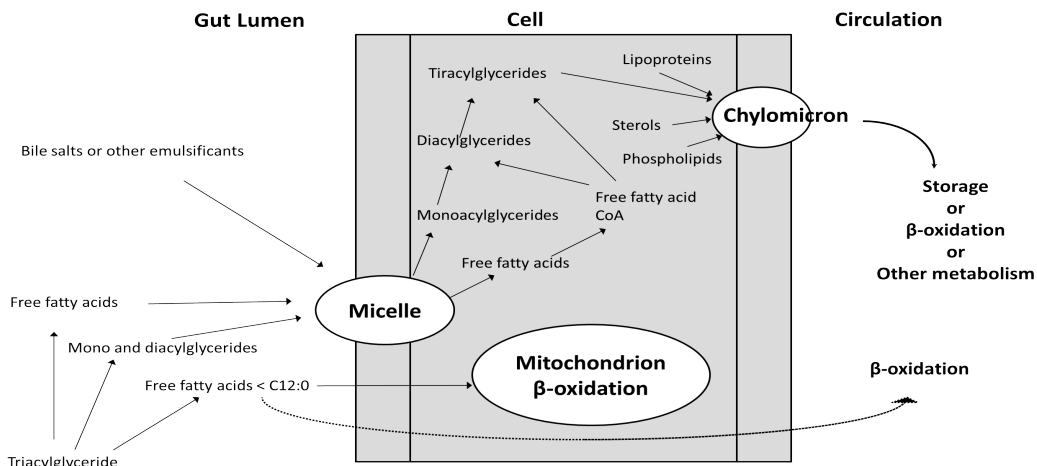 Gut Lumen
Cell
Circulation
Lipoproteins
Tiracylglycerides
Chylomicron
Sterols
Diacylglycerides
Phospholipids
Bile salts or other emulsificants
Storage
or
β-oxidation
or
Other metabolism
Free fatty acid
CoA
Monoacylglycerides
Free fatty acids
Free fatty acids
Micelle
Mono and diacylglycerides
Mitochondrion
β-oxidation
β-oxidation
Free fatty acids < C12:0
Triacylglyceride